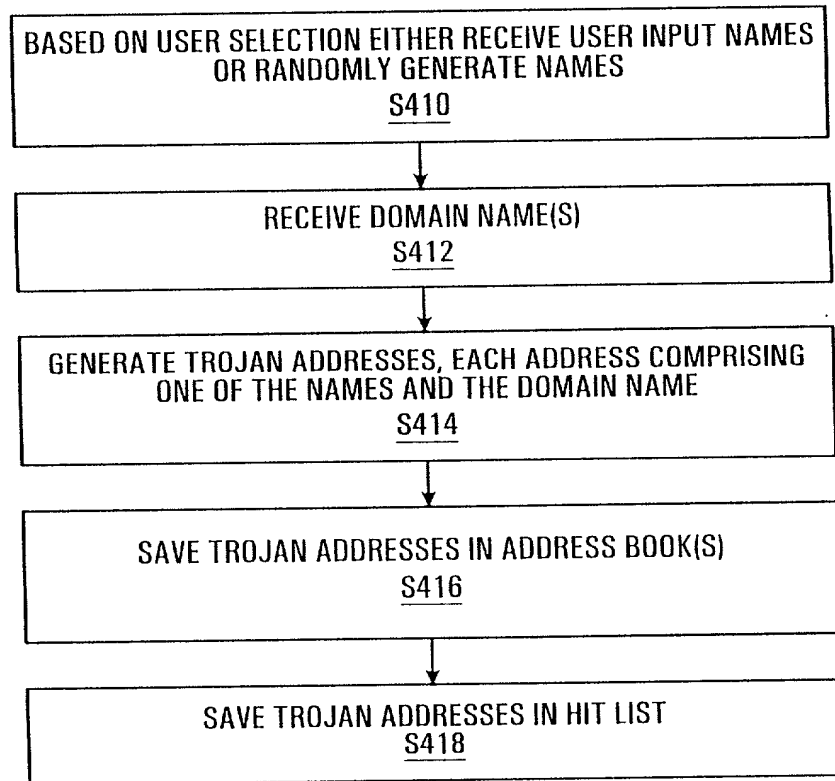 BASED ON USER SELECTION EITHER RECEIVE USER INPUT NAMES
OR RANDOMLY GENERATE NAMES
S410
RECEIVE DOMAIN NAME(S)
S412
GENERATE TROJAN ADDRESSES, EACH ADDRESS COMPRISING
ONE OF THE NAMES AND THE DOMAIN NAME
S414
SAVE TROJAN ADDRESSES IN ADDRESS BOOK(S)
S416
SAVE TROJAN ADDRESSES IN HIT LIST
S418